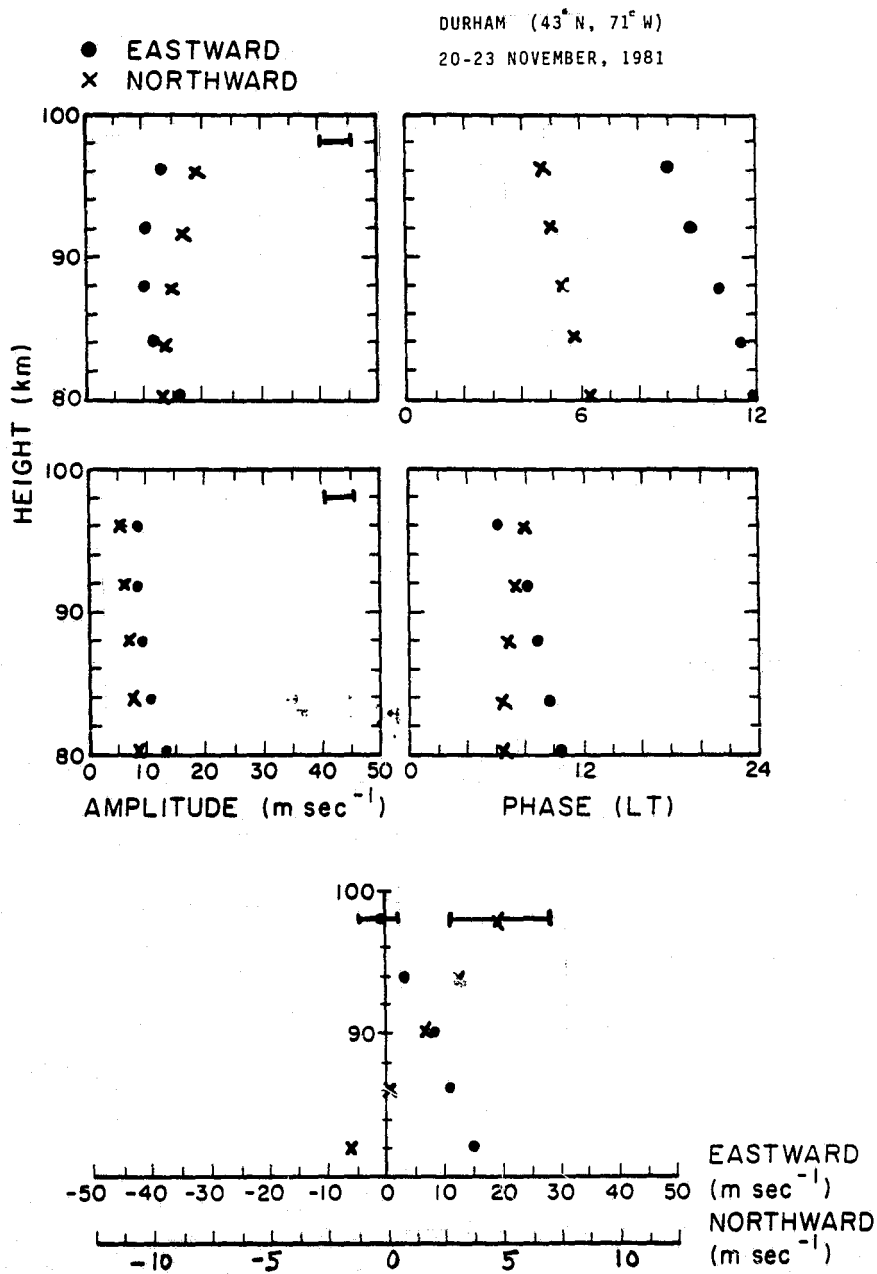 DURHAM (43° N, 71° W)
20-23 NOVEMBER, 1981
● EASTWARD
× NORTHWARD
100
90
80
0 6 12
HEIGHT (km)
100
90
80
0 10 20 30 40 50
0 12 24
AMPLITUDE (m sec⁻¹) PHASE (LT)
100
90
EASTWARD
-50 -40 -30 -20 -10 0 10 20 30 40 50 (m sec⁻¹)
NORTHWARD
-10 -5 0 5 10 (m sec⁻¹)